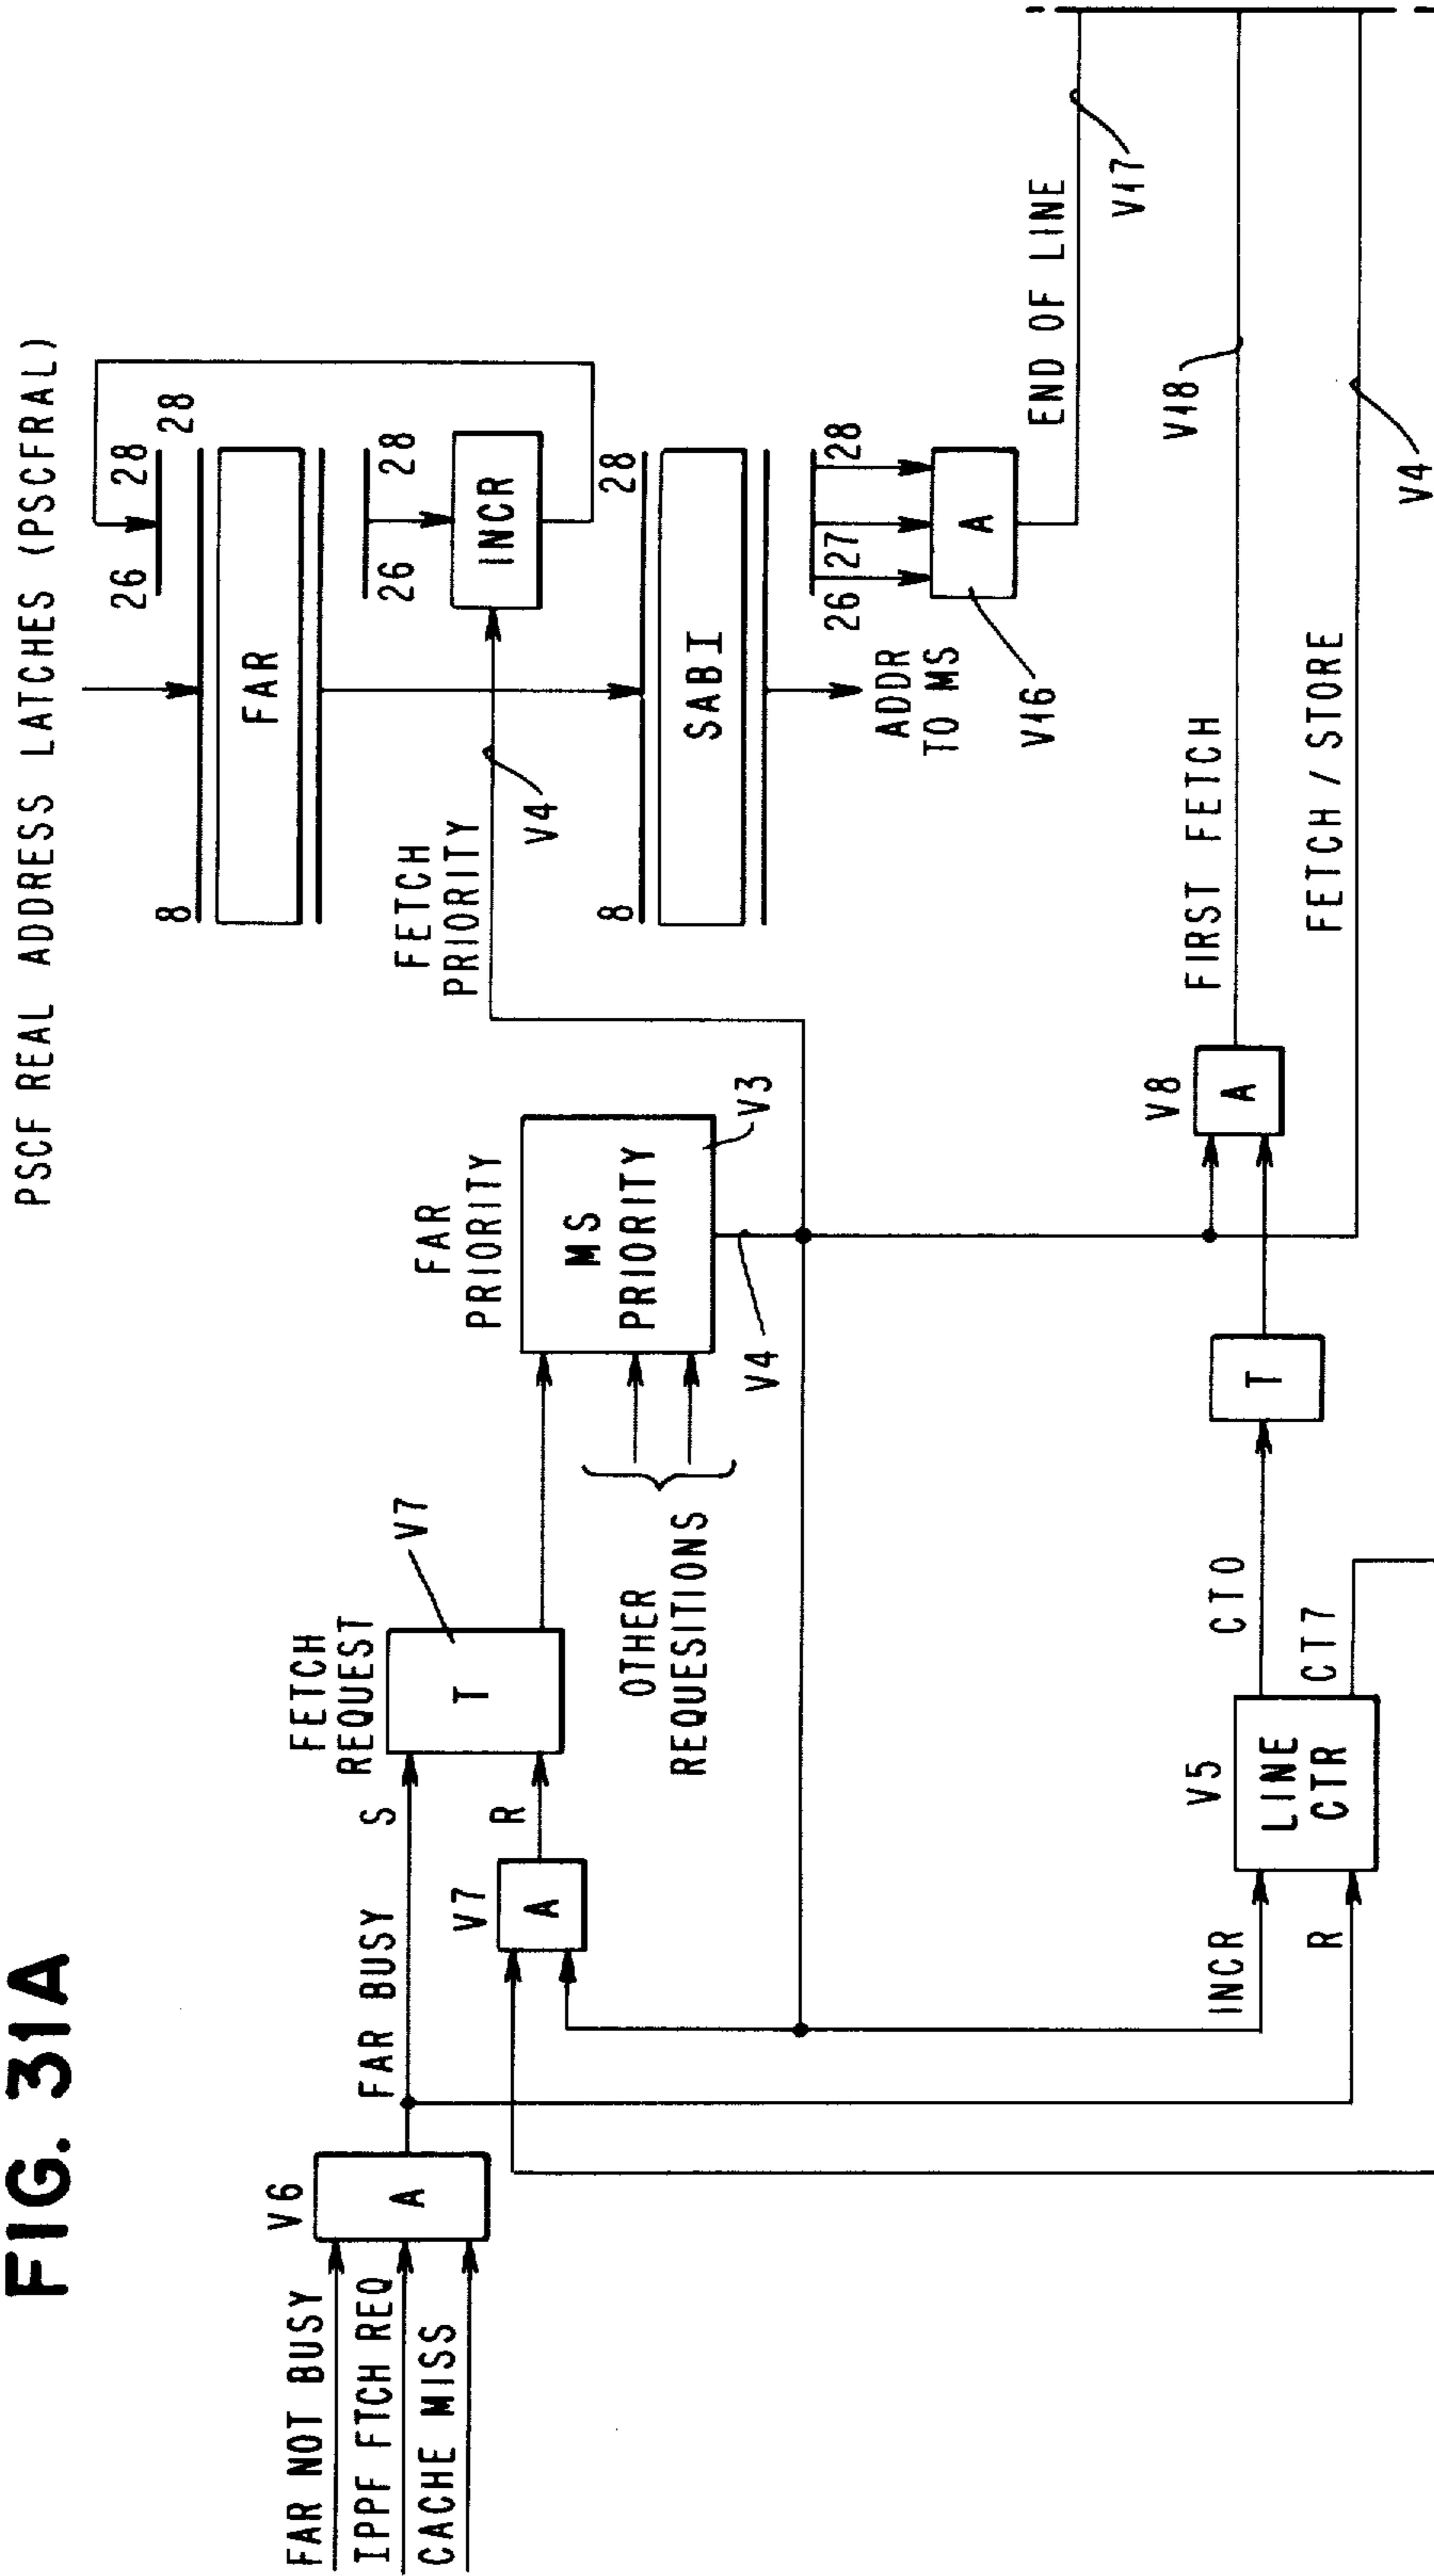 FIG. 31A
PSCF REAL ADDRESS LATCHES (PSCFRAL)
FAR NOT BUSY
IPPF FTCH REQ
CACHE MISS
V6
A
FAR BUSY
S
R
V7
A
FETCH
REQUEST
T
V7
OTHER
REQUESITIONS
FAR
PRIORITY
MS
PRIORITY
V3
V4
FETCH
PRIORITY
V4
8
26
28
28
FAR
26
28
INCR
8
28
SABI
ADDR
TO MS
26
27
28
A
V16
END OF LINE
V17
INCR
R
V5
LINE
CTR
CT0
CT7
T
V8
A
FIRST FETCH
V18
FETCH / STORE
V4